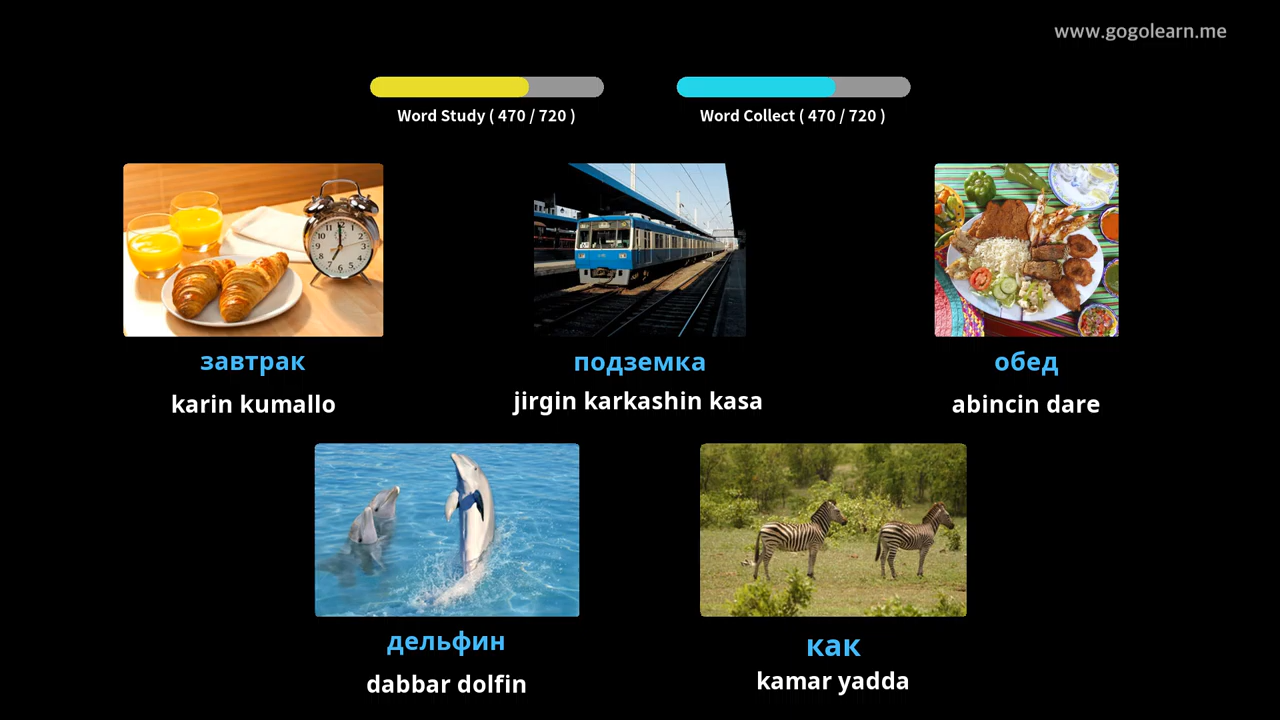 www.gogolearn.me
Word Study ( 470 / 720 )
Word Collect ( 470 / 720 )
завтрак
karin kumallo
подземка
jirgin karkashin kasa
обед
abincin dare
дельфин
dabbar dolfin
как
kamar yadda